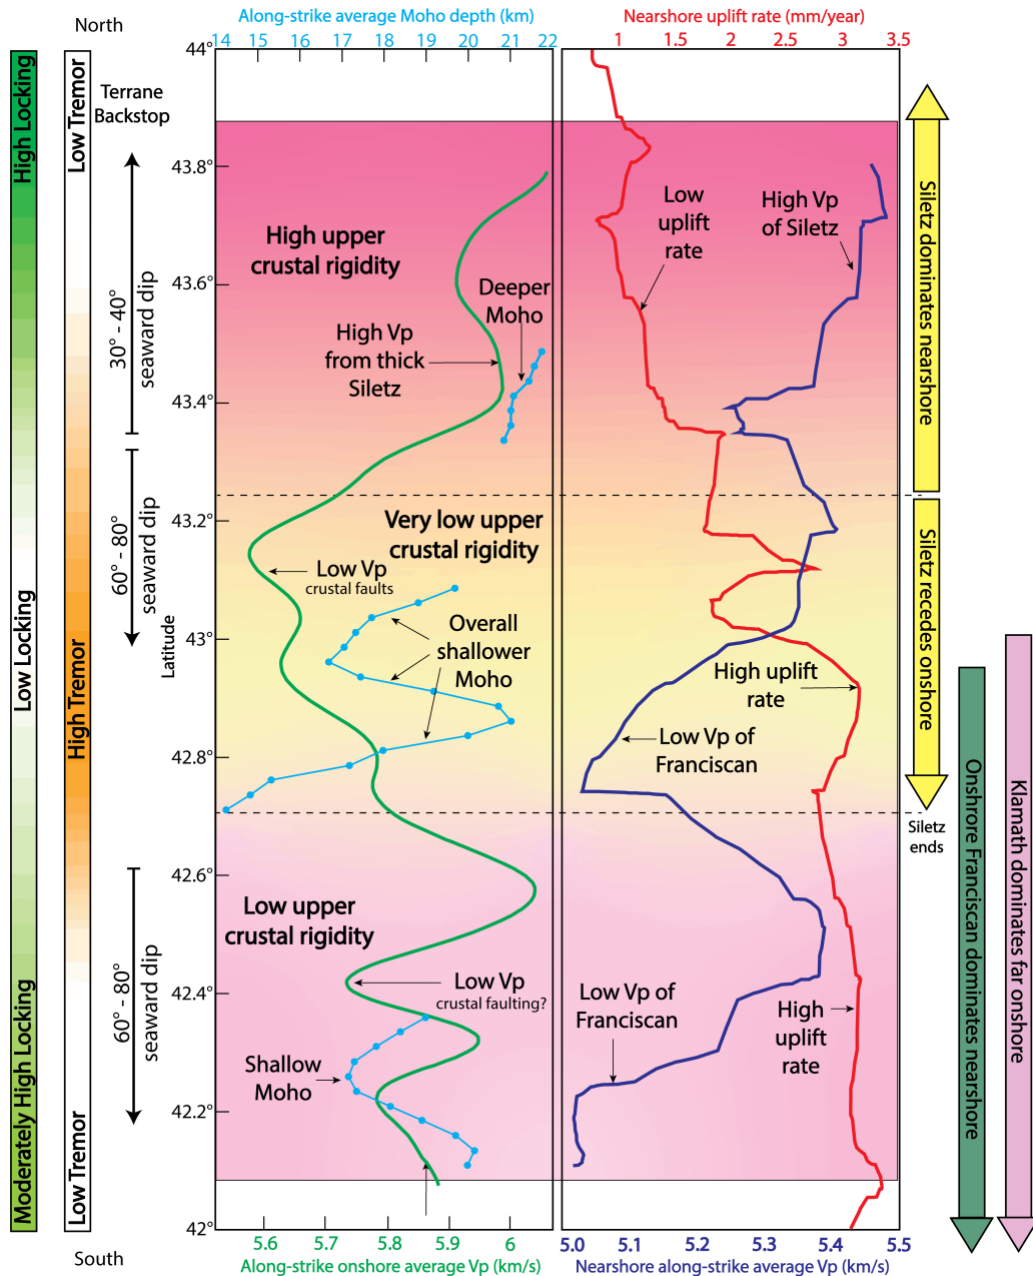 North
Along-strike average Moho depth (km)
14 15 16 17 18 19 20 21 22
Nearshore uplift rate (mm/year)
1 1.5 2 2.5 3 3.5
High Locking
Low Locking
Moderately High Locking
Low Tremor
High Tremor
Low Tremor
Terrane
Backstop
30° - 40°
seaward dip
60° - 80°
seaward dip
60° - 80°
seaward dip
Latitude
44°
43.8°
43.6°
43.4°
43.2°
43°
42.8°
42.6°
42.4°
42.2°
42°
High upper
crustal rigidity
Deeper
Moho
High Vp
from thick
Siletz
Very low upper
crustal rigidity
Low Vp
crustal faults
Overall
shallower
Moho
Low upper
crustal rigidity
Low Vp
crustal faulting?
Shallow
Moho
Low
uplift
rate
High Vp
of Siletz
High uplift
rate
Low Vp of
Franciscan
Low Vp of
Franciscan
High
uplift
rate
Siletz dominates nearshore
Siletz recedes onshore
Siletz
ends
Onshore Franciscan dominates nearshore
Klamath dominates far onshore
5.6 5.7 5.8 5.9 6
Along-strike onshore average Vp (km/s)
5.0 5.1 5.2 5.3 5.4 5.5
Nearshore along-strike average Vp (km/s)
South